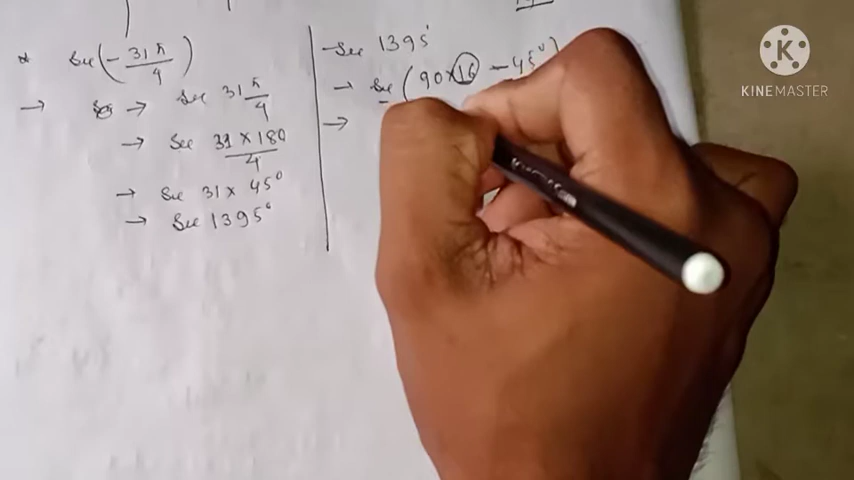 * Sec (- 31π/4)
→ → Sec 31 π/4
→ Sec 31 × 180/4
→ Sec 31 × 45°
→ Sec 1395°
Sec 1395°
→ Sec (90×16 - 45°)
→
KINEMASTER